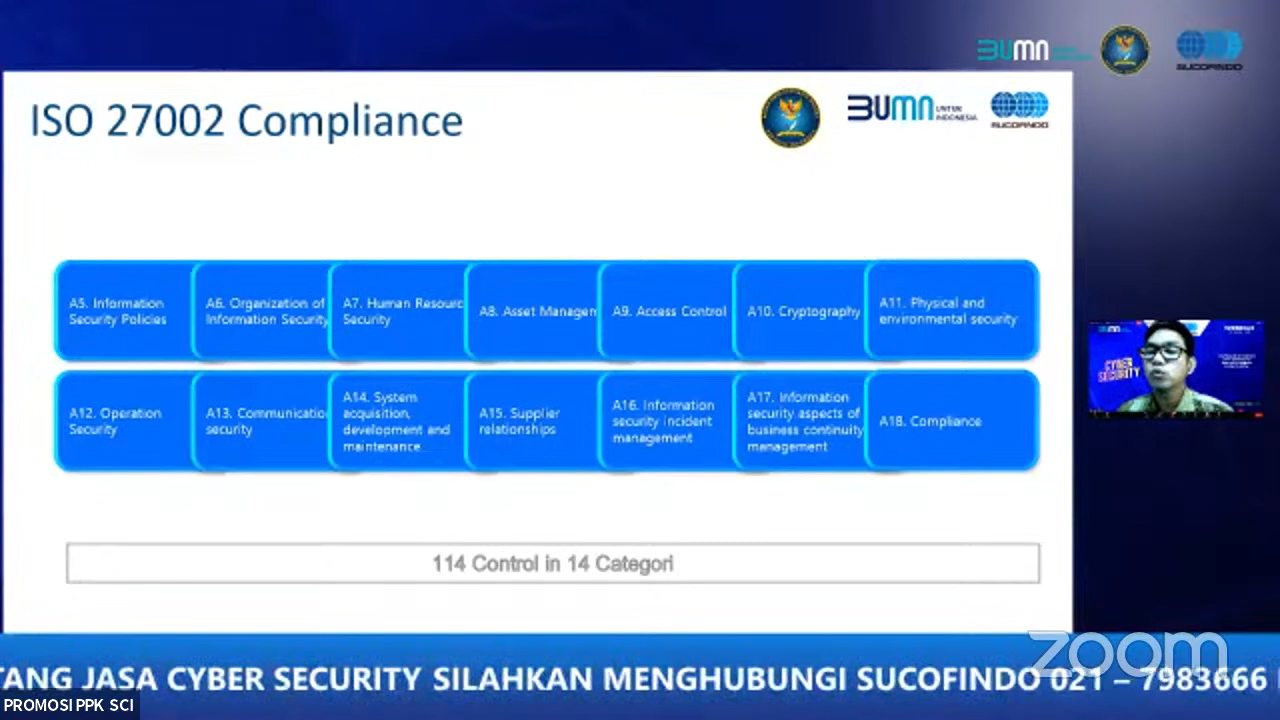 BUMN
SUCOFINDO
ISO 27002 Compliance
BUMN UNTUK
INDONESIA
SUCOFINDO
A5. Information
Security Policies
A6. Organization of
Information Security
A7. Human Resourc
Security
A8. Asset Managen
A9. Access Control
A10. Cryptography
A11. Physical and
environmental security
A12. Operation
Security
A13. Communicatio
security
A14. System
acquisition,
development and
maintenance
A15. Supplier
relationships
A16. Information
security incident
management
A17. Information
security aspects of
business continuity
management
A18. Compliance
CYBER
SECURITY
114 Control in 14 Categori
zoom
TANG JASA CYBER SECURITY SILAHKAN MENGHUBUNGI SUCOFINDO 021 – 7983666
PROMOSI PPK SCI